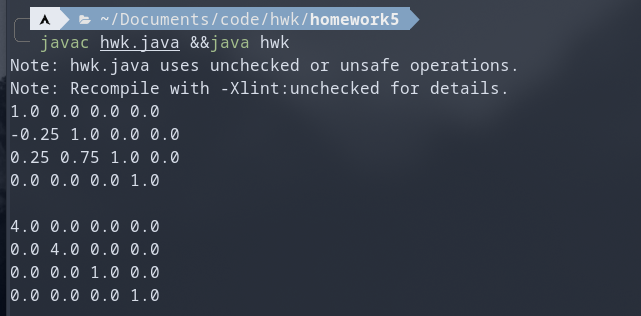 ~/Documents/code/hwk/homework5
javac hwk.java &&java hwk
Note: hwk.java uses unchecked or unsafe operations.
Note: Recompile with -Xlint:unchecked for details.
1.0 0.0 0.0 0.0
-0.25 1.0 0.0 0.0
0.25 0.75 1.0 0.0
0.0 0.0 0.0 1.0
4.0 0.0 0.0 0.0
0.0 4.0 0.0 0.0
0.0 0.0 1.0 0.0
0.0 0.0 0.0 1.0